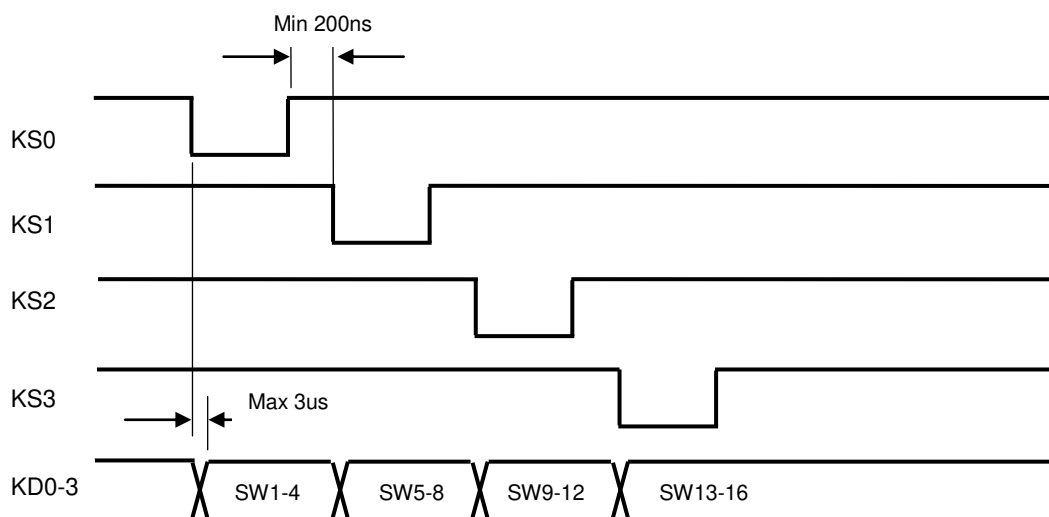 Min 200ns
KS0
KS1
KS2
KS3
Max 3us
KD0-3
SW1-4
SW5-8
SW9-12
SW13-16